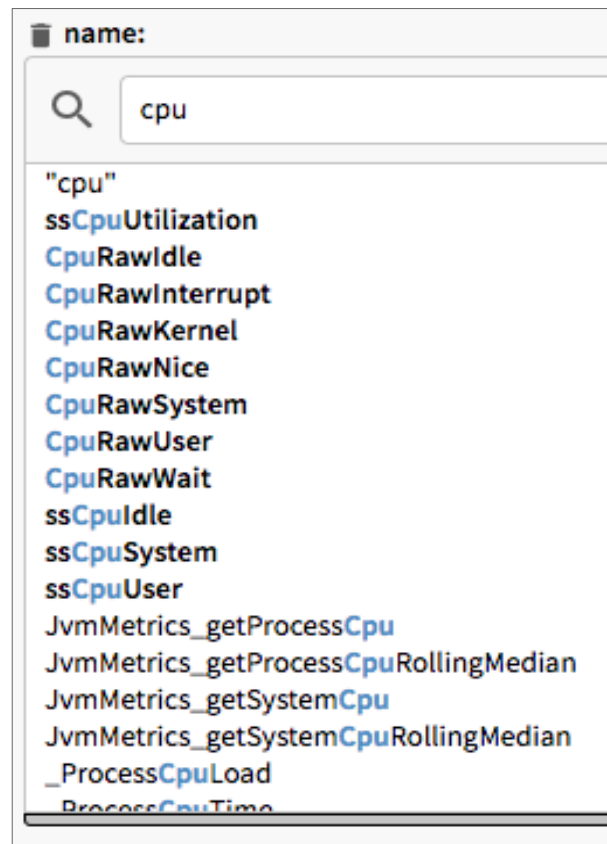 name:
cpu
"cpu"
ssCpuUtilization
CpuRawIdle
CpuRawInterrupt
CpuRawKernel
CpuRawNice
CpuRawSystem
CpuRawUser
CpuRawWait
ssCpuIdle
ssCpuSystem
ssCpuUser
JvmMetrics_getProcessCpu
JvmMetrics_getProcessCpuRollingMedian
JvmMetrics_getSystemCpu
JvmMetrics_getSystemCpuRollingMedian
_ProcessCpuLoad
_ProcessCpuTime